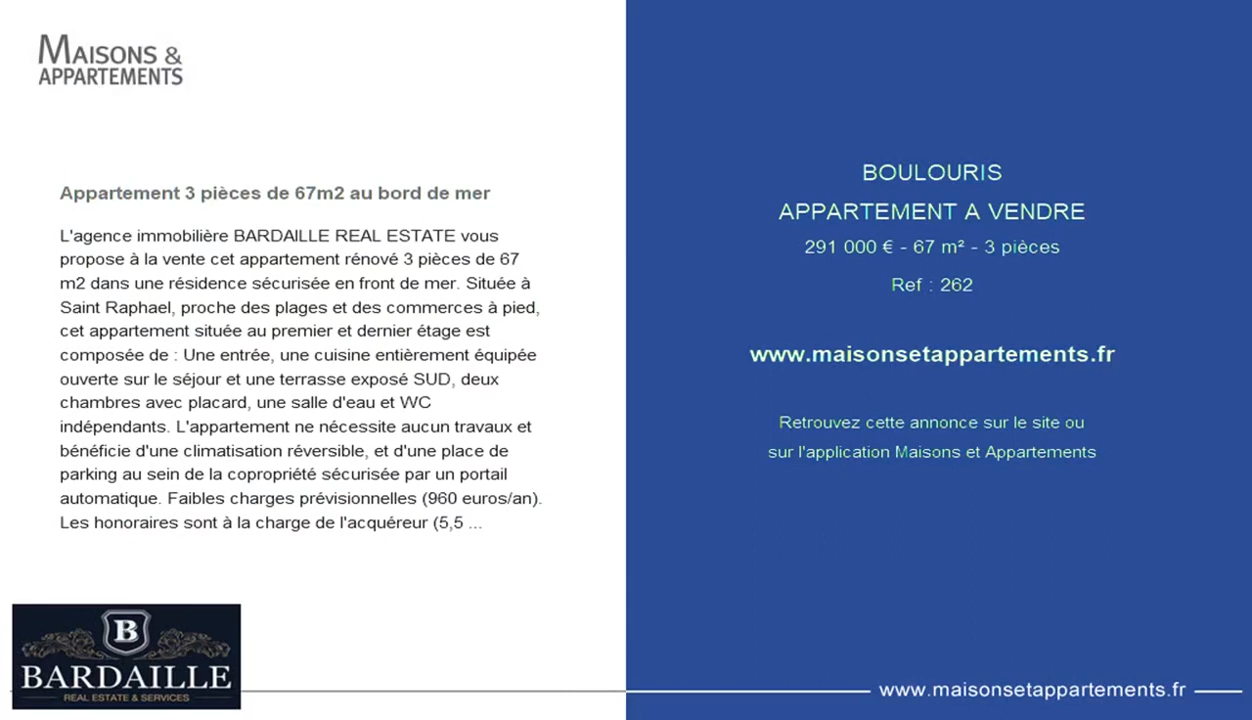 MAISONS &
APPARTEMENTS
Appartement 3 pièces de 67m2 au bord de mer
L'agence immobilière BARDAILLE REAL ESTATE vous
propose à la vente cet appartement rénové 3 pièces de 67
m2 dans une résidence sécurisée en front de mer. Située à
Saint Raphael, proche des plages et des commerces à pied,
cet appartement située au premier et dernier étage est
composée de : Une entrée, une cuisine entièrement équipée
ouverte sur le séjour et une terrasse exposé SUD, deux
chambres avec placard, une salle d'eau et WC
indépendants. L'appartement ne nécessite aucun travaux et
bénéficie d'une climatisation réversible, et d'une place de
parking au sein de la copropriété sécurisée par un portail
automatique. Faibles charges prévisionnelles (960 euros/an).
Les honoraires sont à la charge de l'acquéreur (5,5 ...
B
BARDAILLE
REAL ESTATE & SERVICES
BOULOURIS
APPARTEMENT A VENDRE
291 000 € - 67 m² - 3 pièces
Ref : 262
www.maisonsetappartements.fr
Retrouvez cette annonce sur le site ou
sur l'application Maisons et Appartements
www.maisonsetappartements.fr